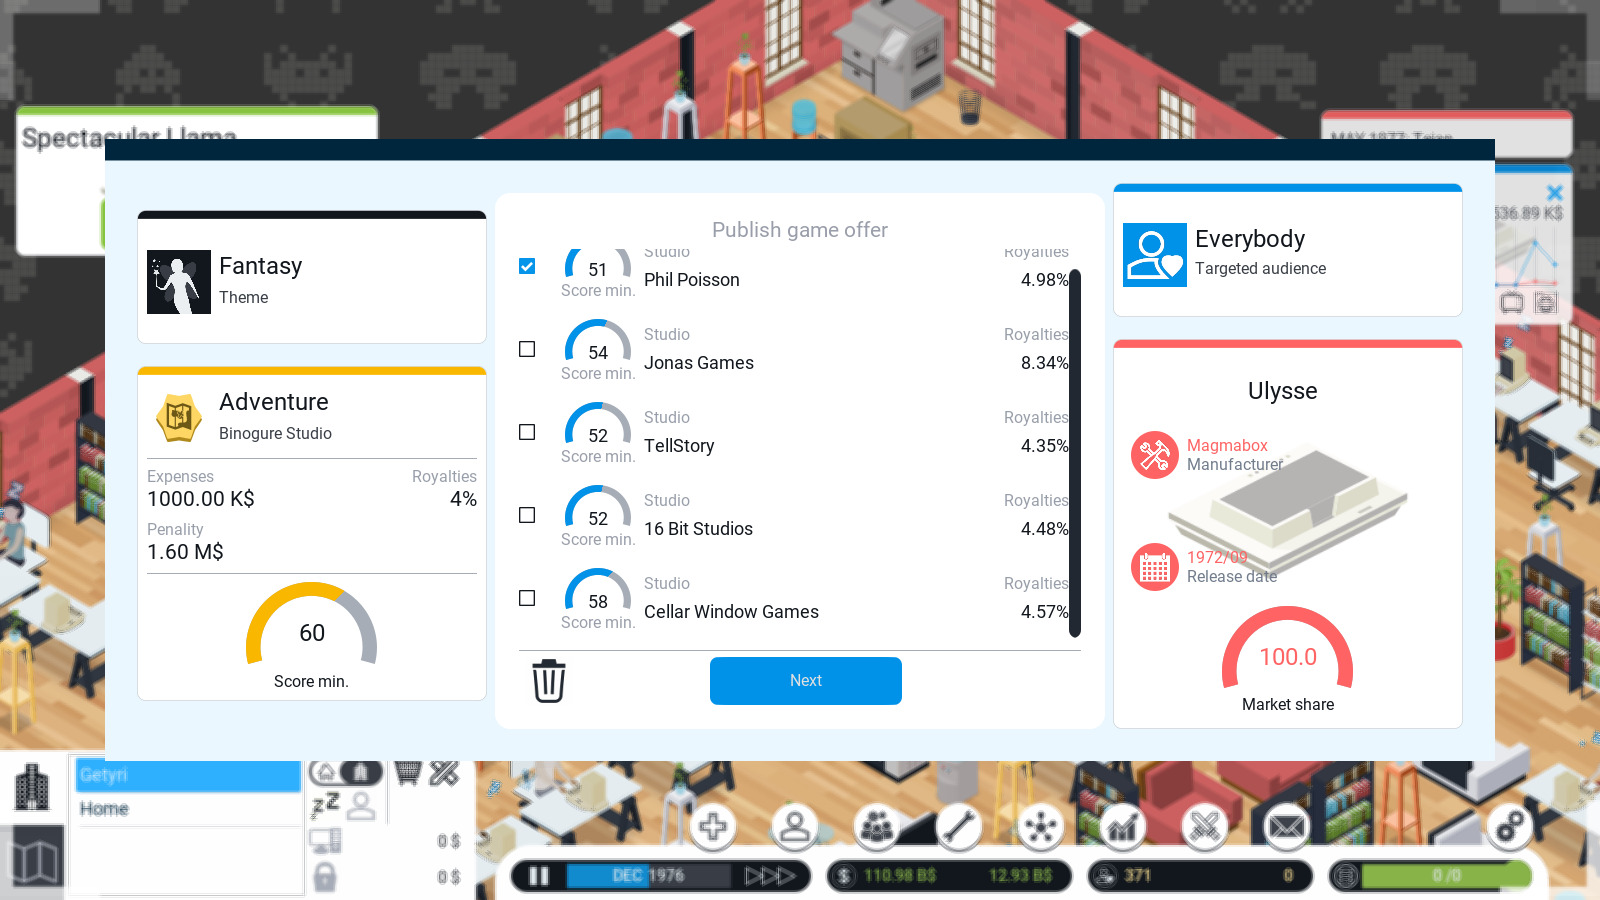 Spectacular Llama
MAX 1977: Tejan
536.89 K$
Fantasy
Theme
Adventure
Binogure Studio
Expenses
Royalties
1000.00 K$
4%
Penality
1.60 M$
60
Score min.
Publish game offer
Studio
Royalties
51
Phil Poisson
4.98%
Score min.
Studio
Royalties
54
Jonas Games
8.34%
Score min.
Studio
Royalties
52
TellStory
4.35%
Score min.
Studio
Royalties
52
16 Bit Studios
4.48%
Score min.
Studio
Royalties
58
Cellar Window Games
4.57%
Score min.
Next
Everybody
Targeted audience
Ulysse
Magmabox
Manufacturer
1972/09
Release date
100.0
Market share
Getyri
Home
0 $
0 $
DEC 1976
110.98 B$
12.93 B$
371
0
0 /0